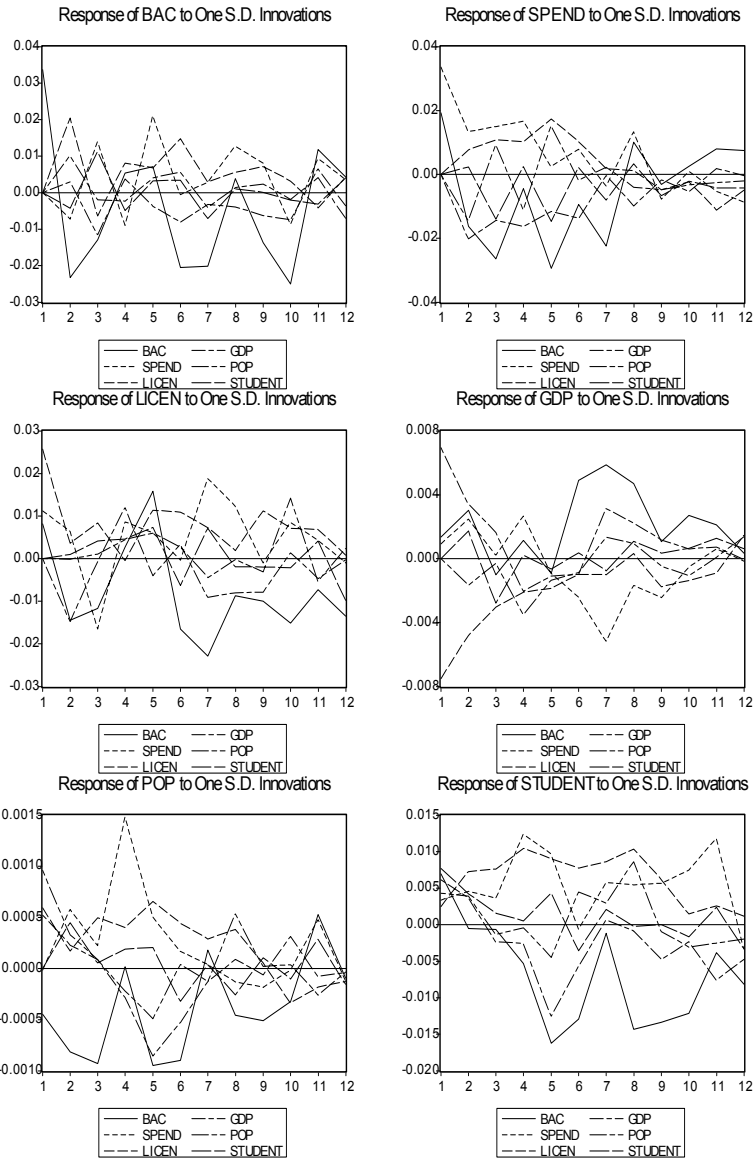 Response of BAC to One S.D. Innovations
0.04
0.03
0.02
0.01
0.00
-0.01
-0.02
-0.03
1 2 3 4 5 6 7 8 9 10 11 12
BAC GDP
SPEND POP
LICEN STUDENT
Response of SPEND to One S.D. Innovations
0.04
0.02
0.00
-0.02
-0.04
1 2 3 4 5 6 7 8 9 10 11 12
BAC GDP
SPEND POP
LICEN STUDENT
Response of LICEN to One S.D. Innovations
0.03
0.02
0.01
0.00
-0.01
-0.02
-0.03
1 2 3 4 5 6 7 8 9 10 11 12
BAC GDP
SPEND POP
LICEN STUDENT
Response of GDP to One S.D. Innovations
0.008
0.004
0.000
-0.004
-0.008
1 2 3 4 5 6 7 8 9 10 11 12
BAC GDP
SPEND POP
LICEN STUDENT
Response of POP to One S.D. Innovations
0.0015
0.0010
0.0005
0.0000
-0.0005
-0.0010
1 2 3 4 5 6 7 8 9 10 11 12
BAC GDP
SPEND POP
LICEN STUDENT
Response of STUDENT to One S.D. Innovations
0.015
0.010
0.005
0.000
-0.005
-0.010
-0.015
-0.020
1 2 3 4 5 6 7 8 9 10 11 12
BAC GDP
SPEND POP
LICEN STUDENT